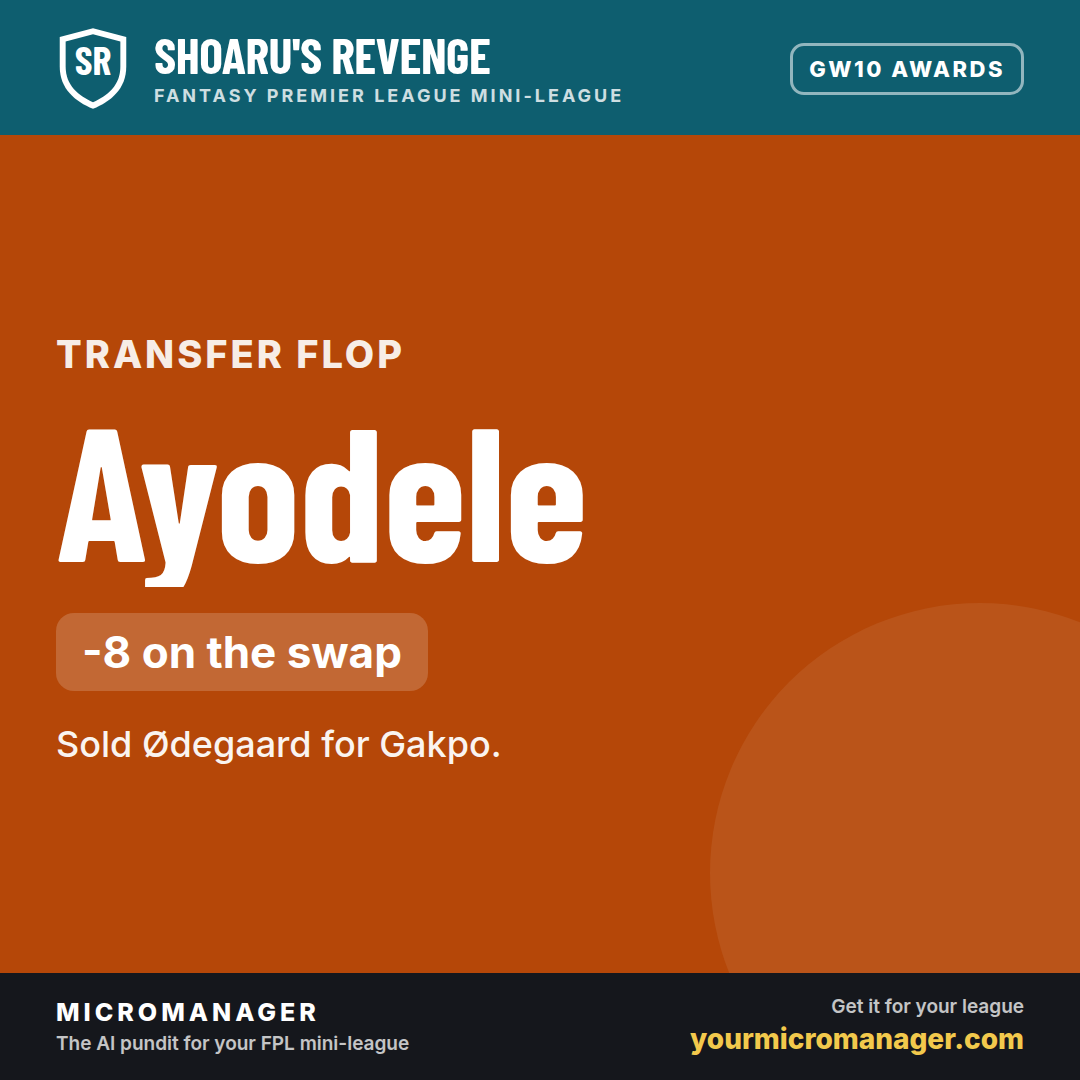 SR
SHOARU'S REVENGE
FANTASY PREMIER LEAGUE MINI-LEAGUE
GW10 AWARDS
TRANSFER FLOP
Ayodele
-8 on the swap
Sold Ødegaard for Gakpo.
MICROMANAGER
The AI pundit for your FPL mini-league
Get it for your league
yourmicromanager.com